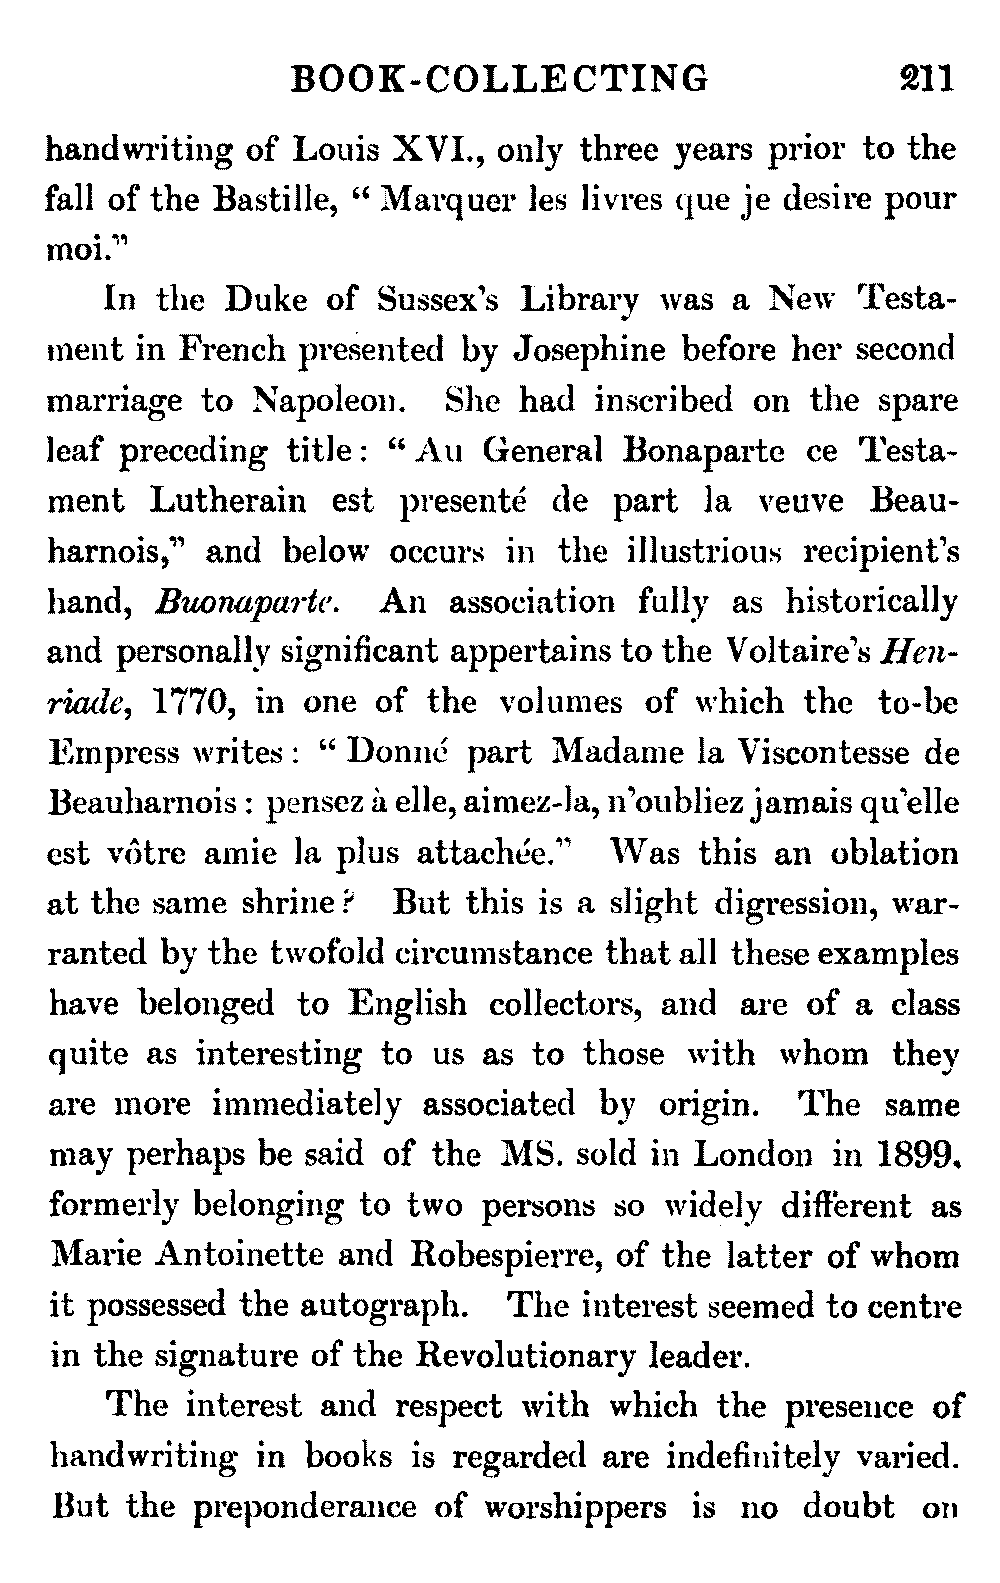 BOOK-COLLECTING 211
handwriting of Louis XVI., only three years prior to the
fall of the Bastille, “ Marquer les livres que je desire pour
moi.”
In the Duke of Sussex’s Library was a New Testa-
ment in French presented by Josephine before her second
marriage to Napoleon. She had inscribed on the spare
leaf preceding title: “ Au General Bonaparte ce Testa-
ment Lutherain est presenté de part la veuve Beau-
harnois,” and below occurs in the illustrious recipient’s
hand, Buonaparte. An association fully as historically
and personally significant appertains to the Voltaire’s Hen-
riade, 1770, in one of the volumes of which the to-be
Empress writes: “ Donné part Madame la Viscontesse de
Beauharnois: pensez à elle, aimez-la, n’oubliez jamais qu’elle
est vôtre amie la plus attachée.” Was this an oblation
at the same shrine? But this is a slight digression, war-
ranted by the twofold circumstance that all these examples
have belonged to English collectors, and are of a class
quite as interesting to us as to those with whom they
are more immediately associated by origin. The same
may perhaps be said of the MS. sold in London in 1899,
formerly belonging to two persons so widely different as
Marie Antoinette and Robespierre, of the latter of whom
it possessed the autograph. The interest seemed to centre
in the signature of the Revolutionary leader.
The interest and respect with which the presence of
handwriting in books is regarded are indefinitely varied.
But the preponderance of worshippers is no doubt on